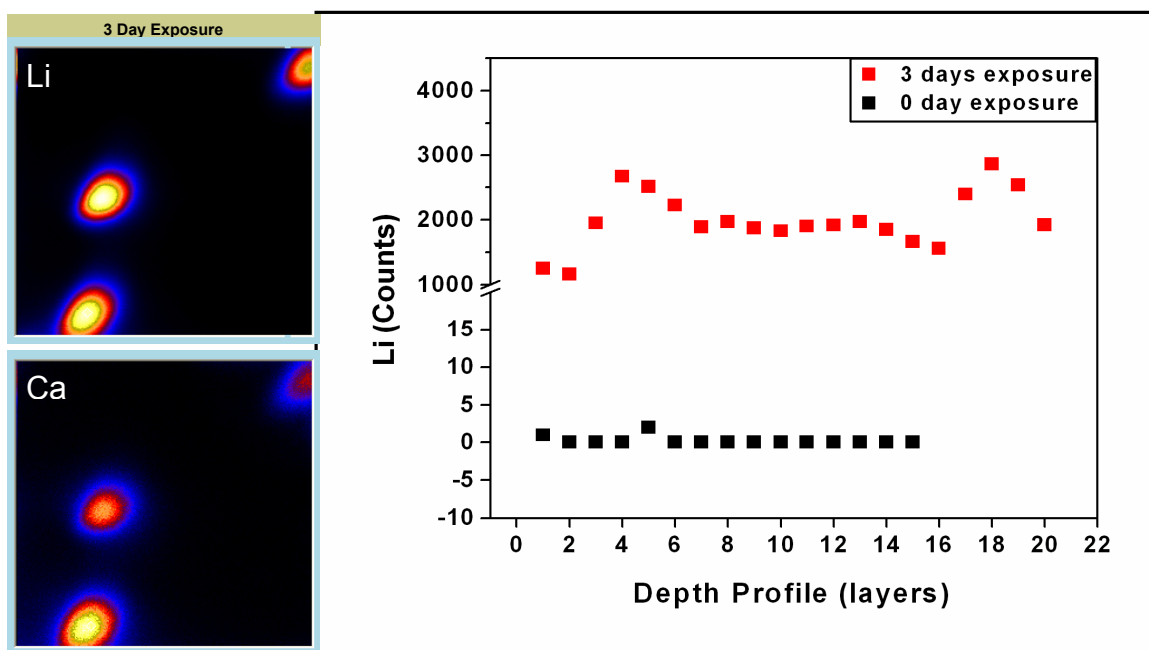 3 Day Exposure
Li
Ca
3 days exposure
0 day exposure
4000
3000
2000
1000
15
10
5
0
-5
-10
Li (Counts)
0 2 4 6 8 10 12 14 16 18 20 22
Depth Profile (layers)